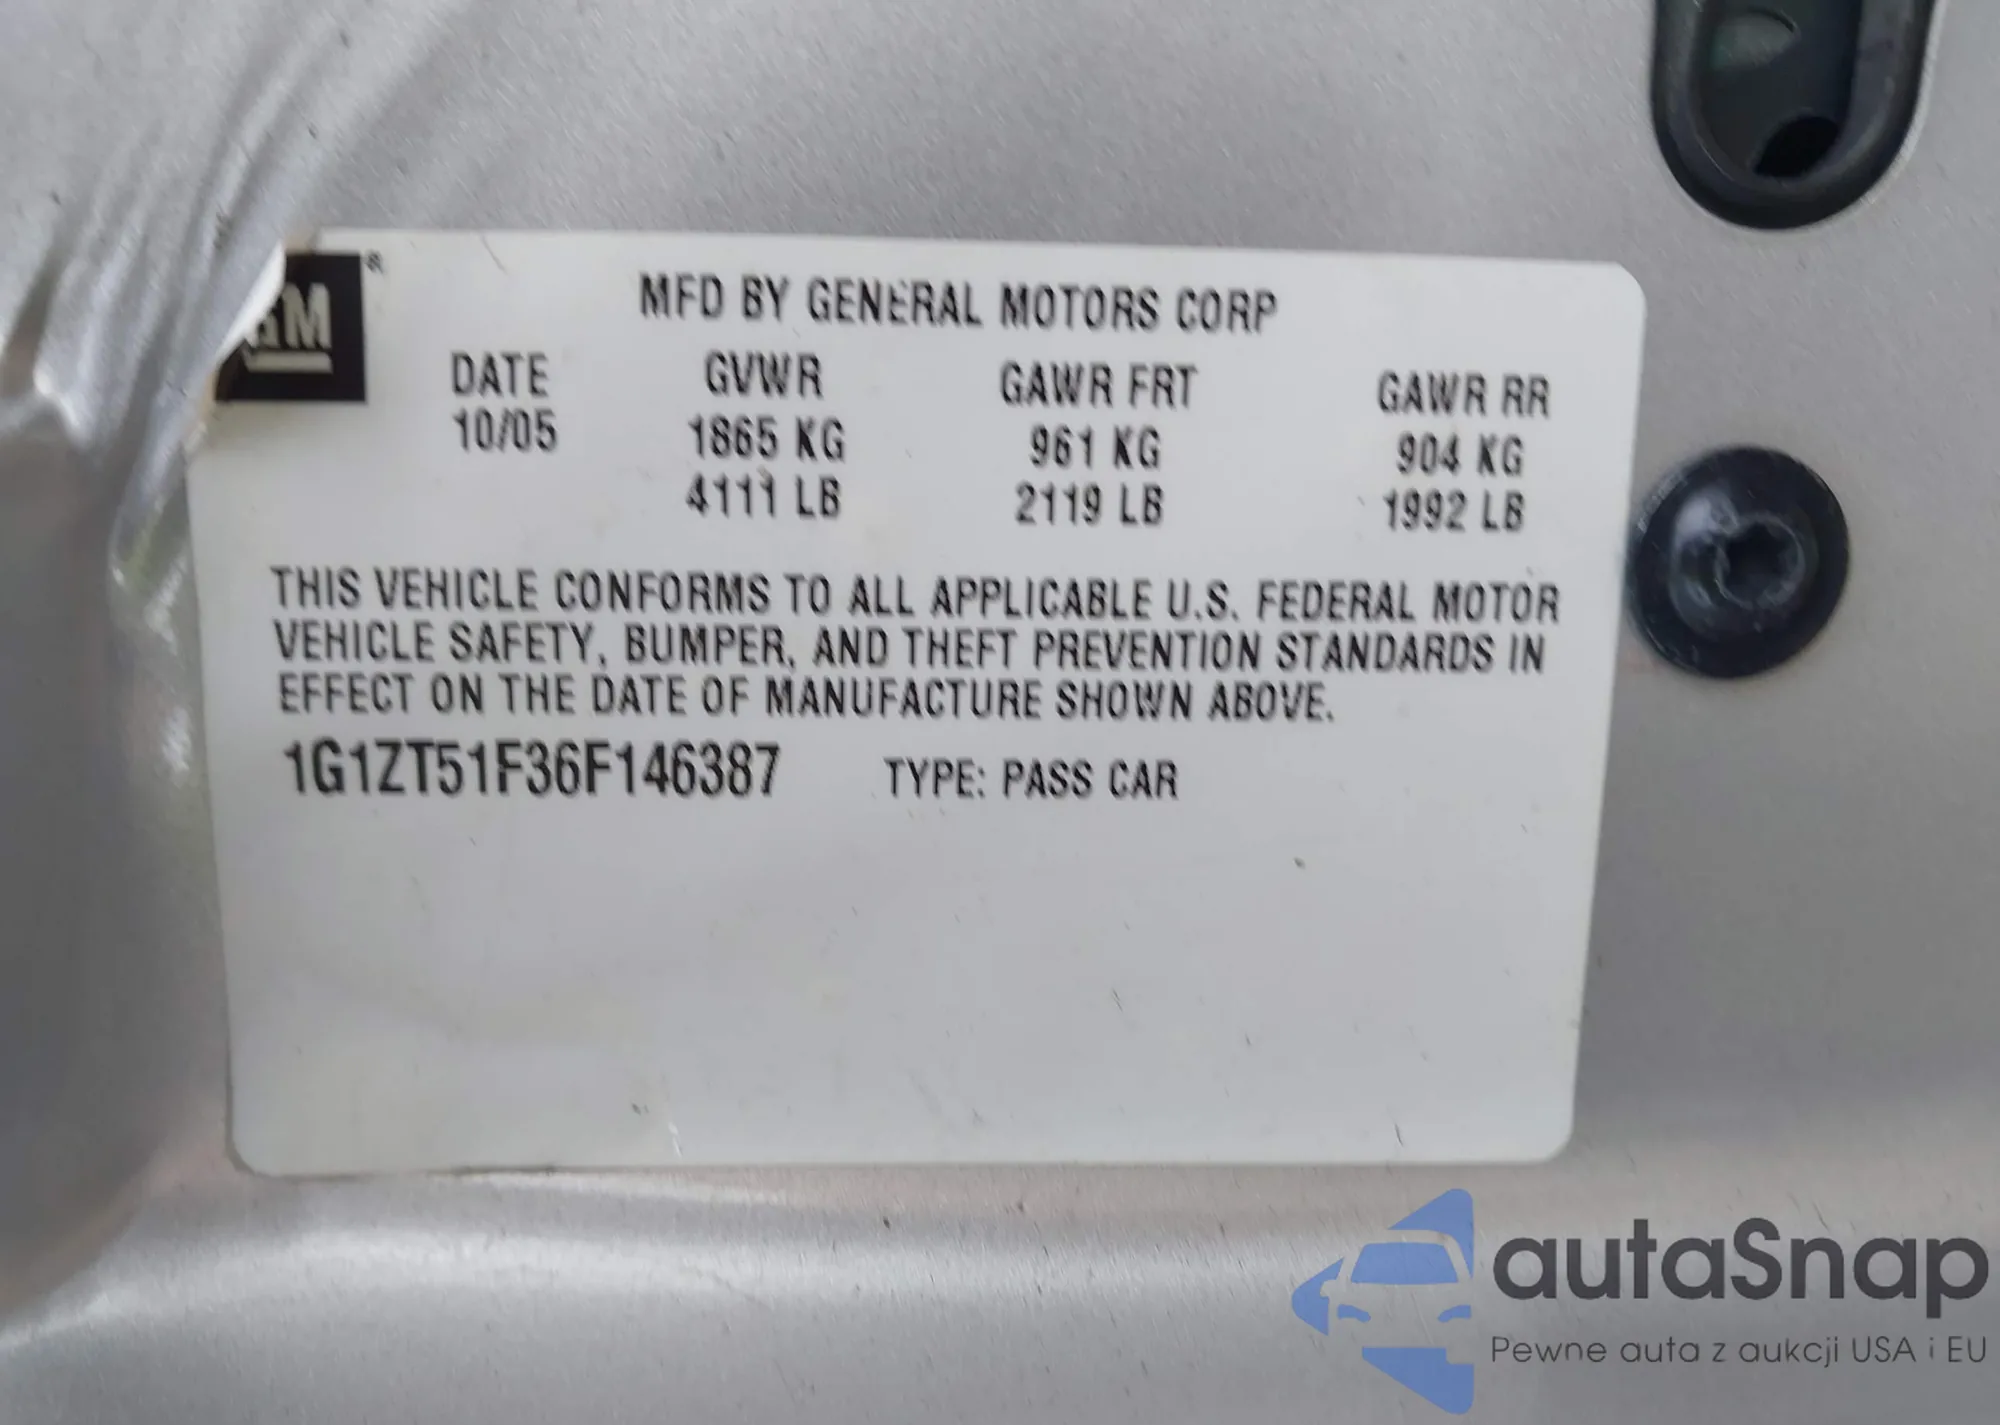 GM ®
MFD BY GENERAL MOTORS CORP
DATE GVWR GAWR FRT GAWR RR
10/05 1865 KG 961 KG 904 KG
4111 LB 2119 LB 1992 LB
THIS VEHICLE CONFORMS TO ALL APPLICABLE U.S. FEDERAL MOTOR
VEHICLE SAFETY, BUMPER, AND THEFT PREVENTION STANDARDS IN
EFFECT ON THE DATE OF MANUFACTURE SHOWN ABOVE.
1G1ZT51F36F146387 TYPE: PASS CAR
autaSnap
Pewne auta z aukcji USA i EU